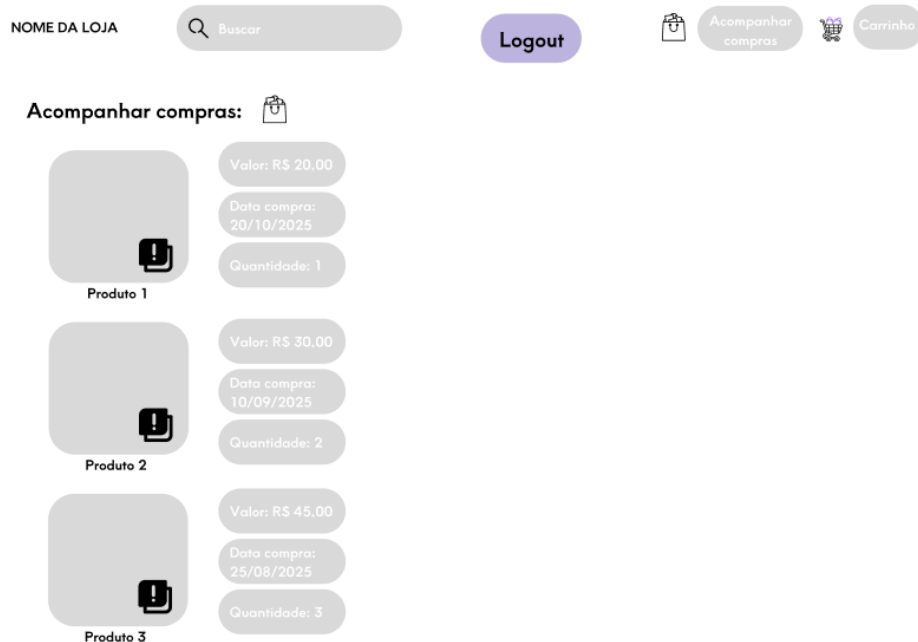 NOME DA LOJA
Buscar
Logout
Acompanhar
compras
Carrinho
Acompanhar compras:
Valor: R$ 20,00
Data compra:
20/10/2025
Quantidade: 1
Produto 1
Valor: R$ 30,00
Data compra:
10/09/2025
Quantidade: 2
Produto 2
Valor: R$ 45,00
Data compra:
25/08/2025
Quantidade: 3
Produto 3